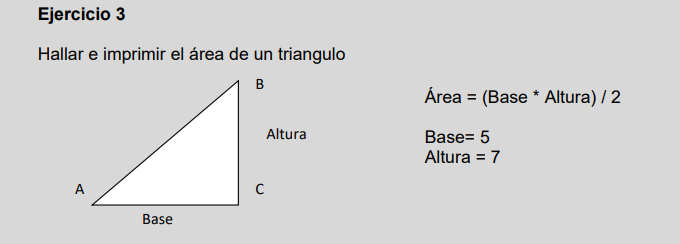 Ejercicio 3
Hallar e imprimir el área de un triangulo
B
Altura
A
C
Base
Área = (Base * Altura) / 2
Base= 5
Altura = 7